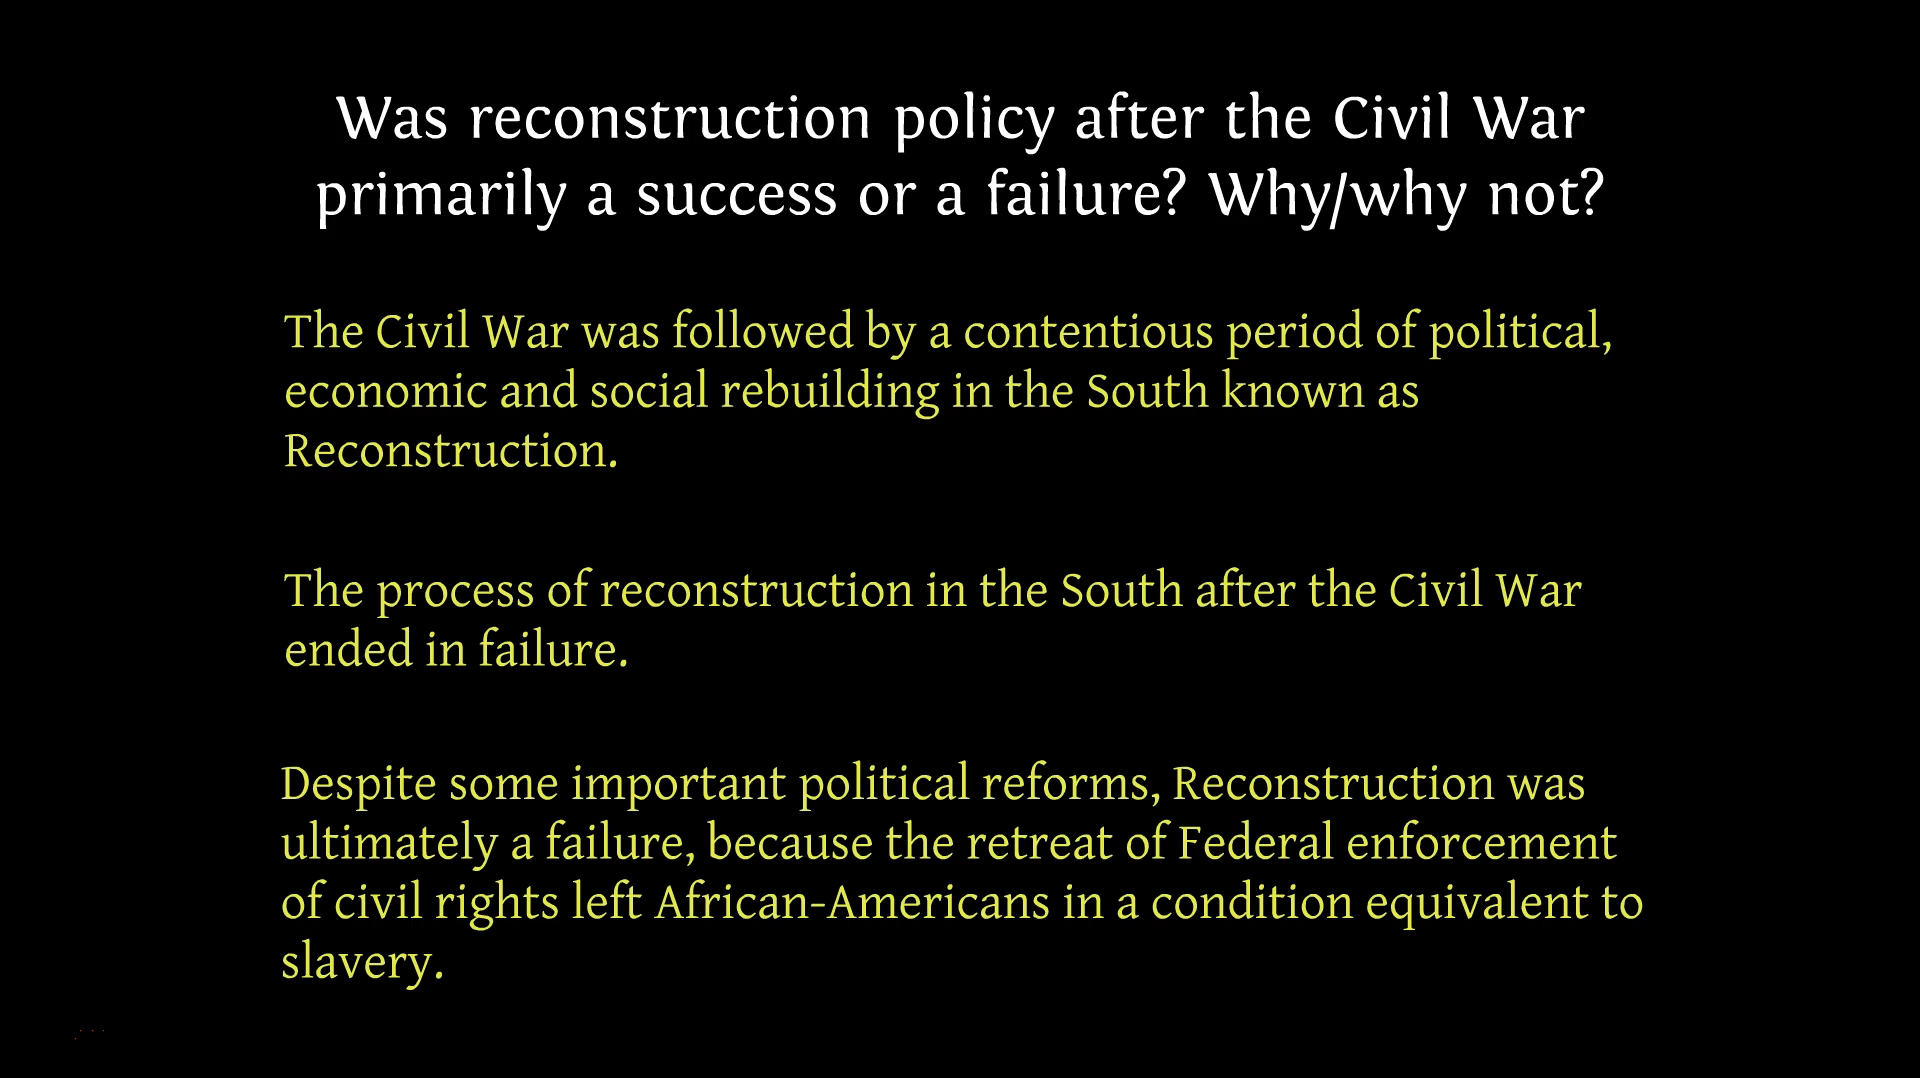 Was reconstruction policy after the Civil War
primarily a success or a failure? Why/why not?
The Civil War was followed by a contentious period of political,
economic and social rebuilding in the South known as
Reconstruction.
The process of reconstruction in the South after the Civil War
ended in failure.
Despite some important political reforms, Reconstruction was
ultimately a failure, because the retreat of Federal enforcement
of civil rights left African-Americans in a condition equivalent to
slavery.